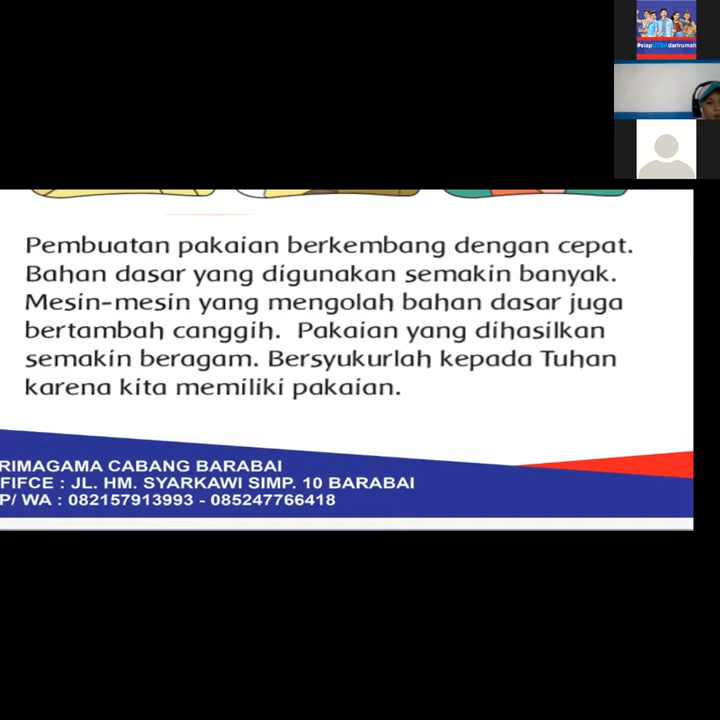 #siapUTBKdarirumah
Pembuatan pakaian berkembang dengan cepat.
Bahan dasar yang digunakan semakin banyak.
Mesin-mesin yang mengolah bahan dasar juga
bertambah canggih. Pakaian yang dihasilkan
semakin beragam. Bersyukurlah kepada Tuhan
karena kita memiliki pakaian.
RIMAGAMA CABANG BARABAI
FIFCE : JL. HM. SYARKAWI SIMP. 10 BARABAI
P/ WA : 082157913993 - 085247766418